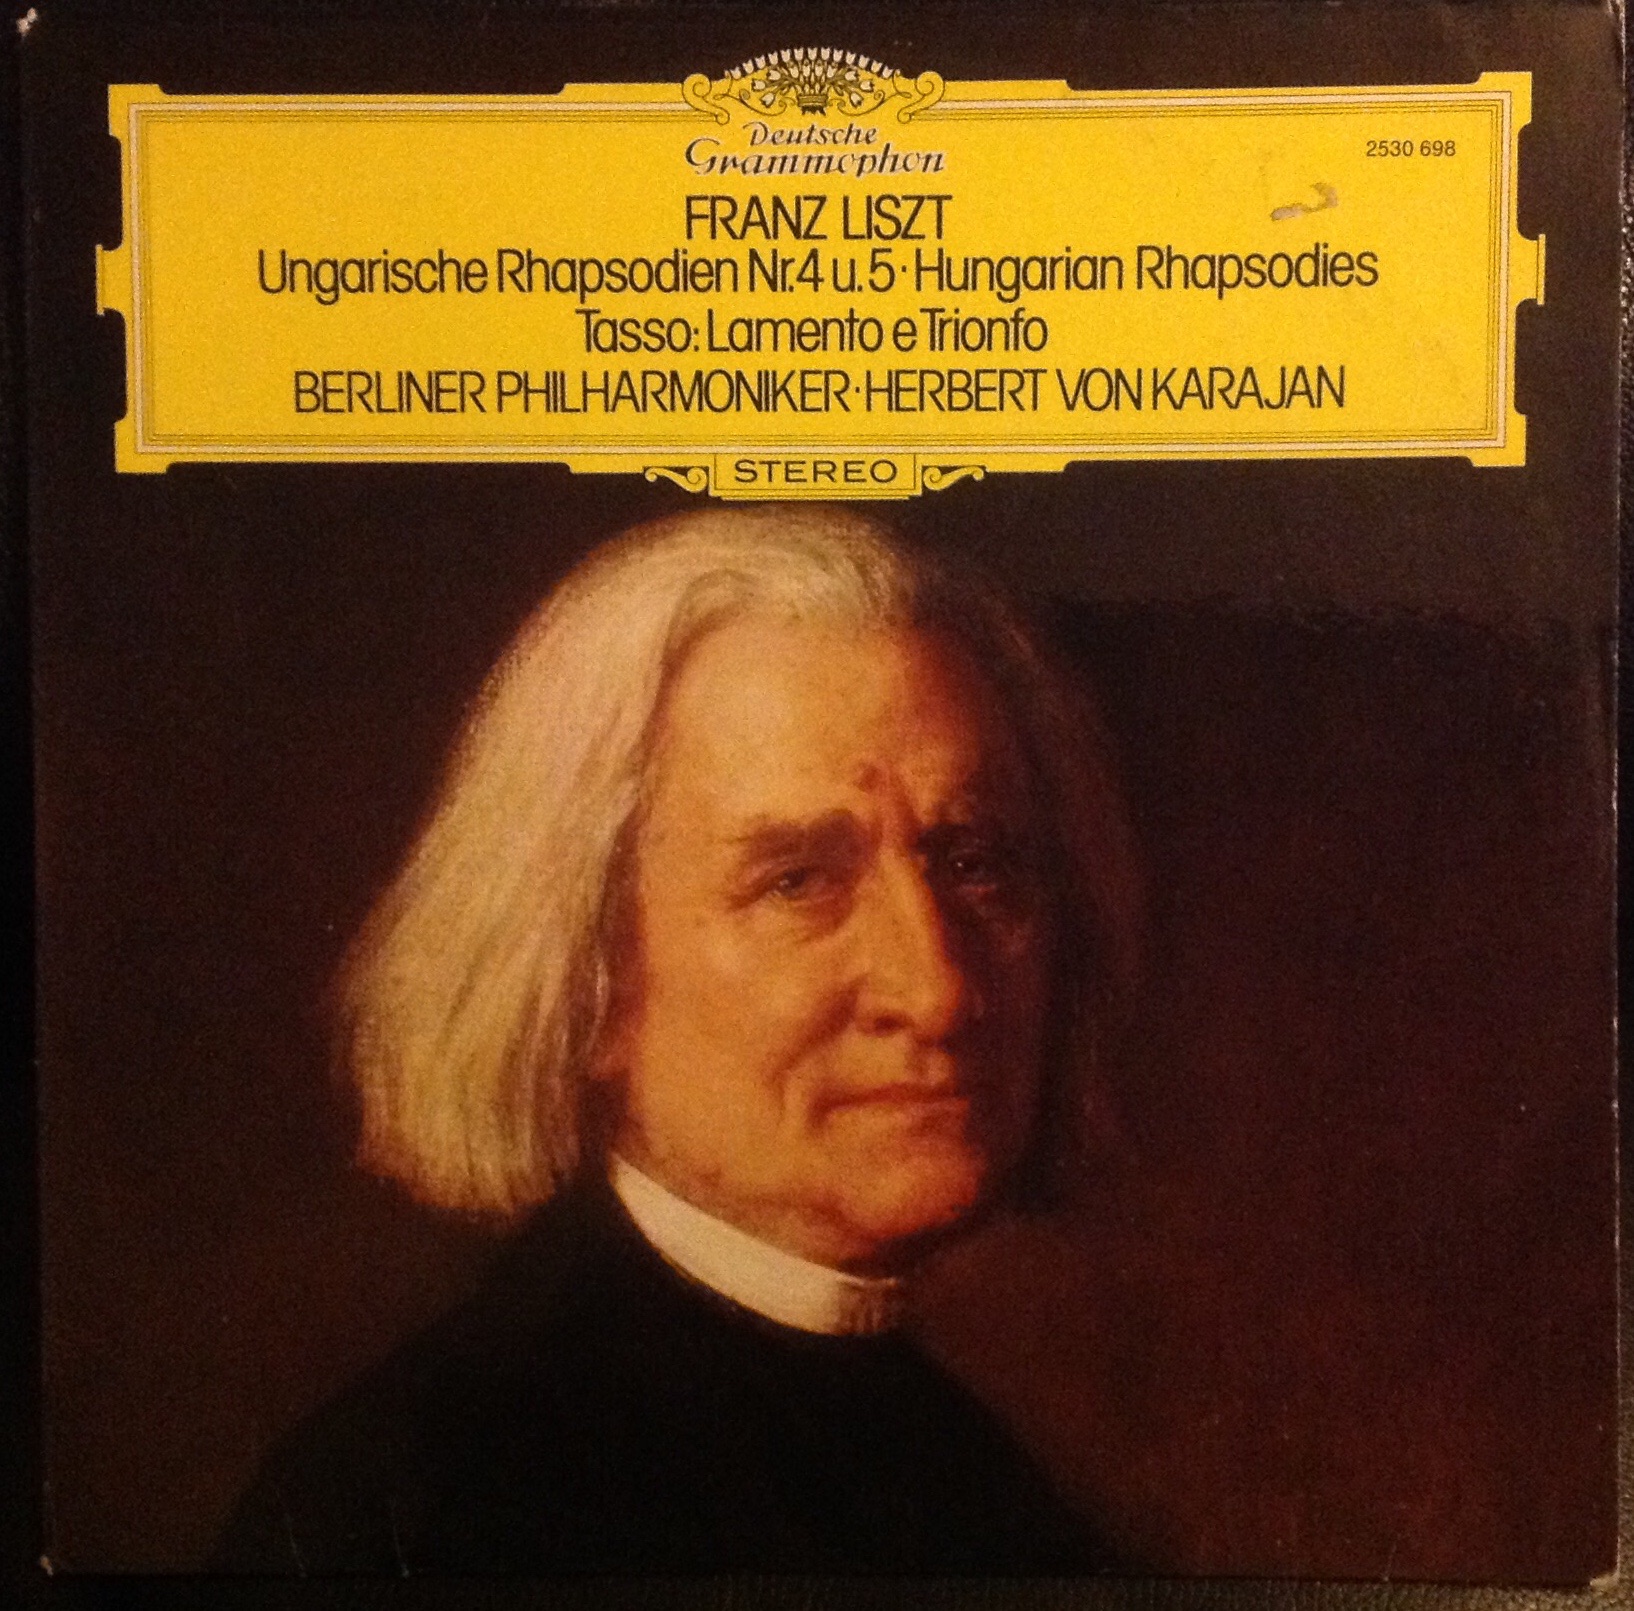 Deutsche
Grammophon
2530 698
FRANZ LISZT
Ungarische Rhapsodien Nr.4 u.5·Hungarian Rhapsodies
Tasso: Lamento e Trionfo
BERLINER PHILHARMONIKER·HERBERT VON KARAJAN
STEREO